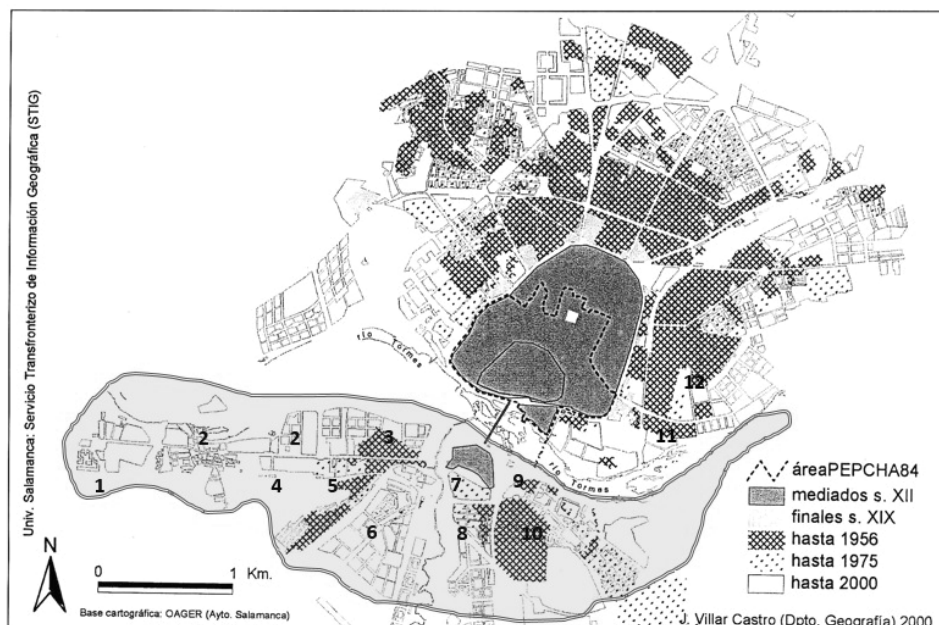 Univ. Salamanca: Servicio Transfronterizo de Información Geográfica (STIG)
río Tormes
12
11
2
2
3
1
4
5
7
9
6
8
10
río Tormes
áreaPEPCHA84
mediados s. XII
finales s. XIX
hasta 1956
hasta 1975
hasta 2000
N
0
1 Km.
Base cartográfica: OAGER (Ayto. Salamanca)
J. Villar Castro (Dpto. Geografía) 2000